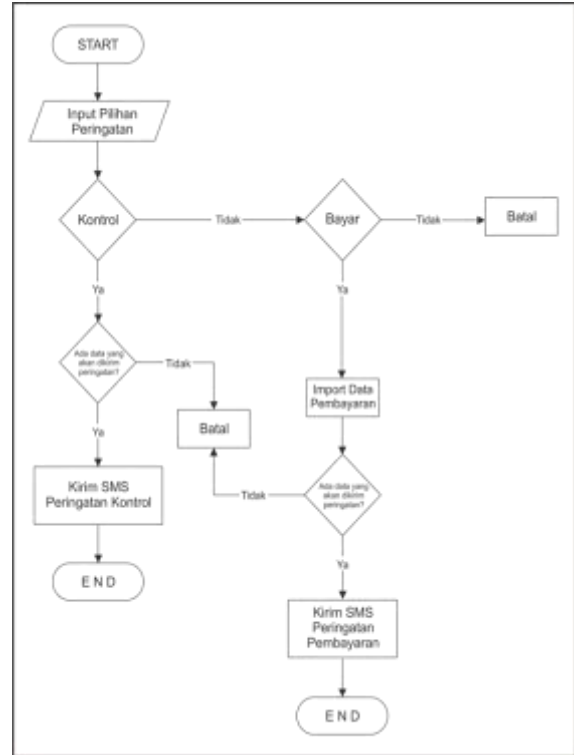 START
Input Pilihan
Peringatan
Kontrol
Tidak
Bayar
Tidak
Batal
Ya
Ya
Ada data yang
akan dikirim
peringatan?
Tidak
Import Data
Pembayaran
Batal
Ya
Kirim SMS
Peringatan Kontrol
Tidak
Ada data yang
akan dikirim
peringatan?
E N D
Ya
Kirim SMS
Peringatan
Pembayaran
E N D